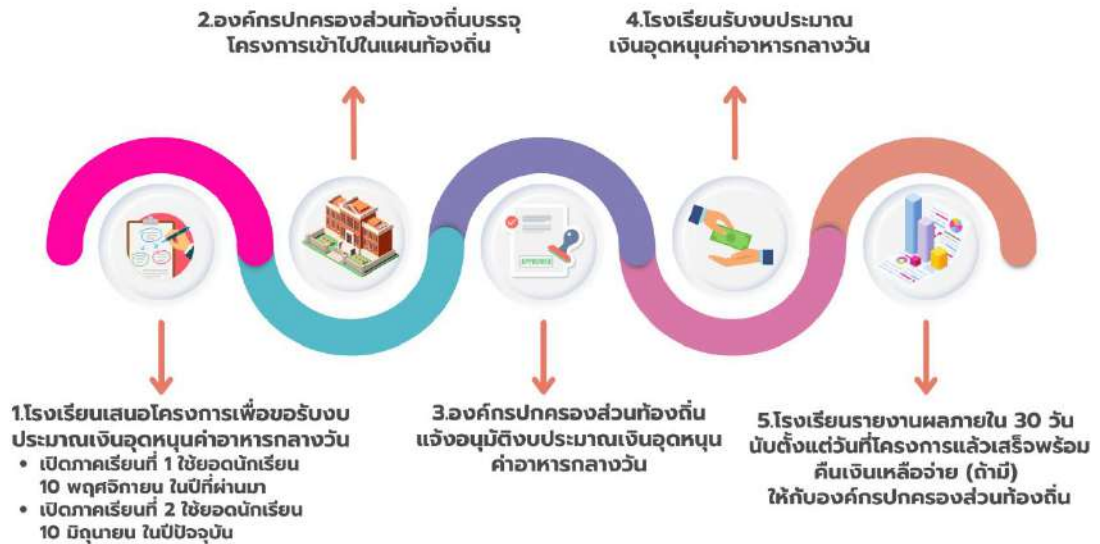 2.องค์กรปกครองส่วนท้องถิ่นบรรจุ
โครงการเข้าไปในแผนท้องถิ่น
4.โรงเรียนรับงบประมาณ
เงินอุดหนุนค่าอาหารกลางวัน
APPROVED
1.โรงเรียนเสนอโครงการเพื่อขอรับงบ
ประมาณเงินอุดหนุนค่าอาหารกลางวัน
• เปิดภาคเรียนที่ 1 ใช้ยอดนักเรียน
10 พฤศจิกายน ในปีที่ผ่านมา
• เปิดภาคเรียนที่ 2 ใช้ยอดนักเรียน
10 มิถุนายน ในปีปัจจุบัน
3.องค์กรปกครองส่วนท้องถิ่น
แจ้งอนุมัติงบประมาณเงินอุดหนุน
ค่าอาหารกลางวัน
5.โรงเรียนรายงานผลภายใน 30 วัน
นับตั้งแต่วันที่โครงการแล้วเสร็จพร้อม
คืนเงินเหลือจ่าย (ถ้ามี)
ให้กับองค์กรปกครองส่วนท้องถิ่น